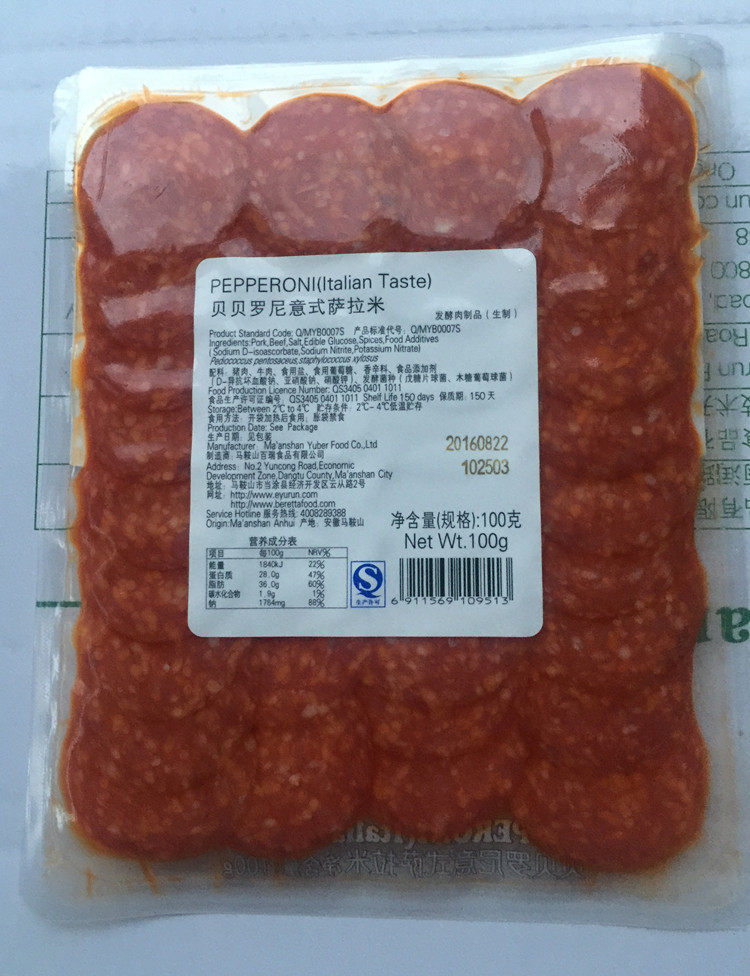 PEPPERONI(Italian Taste)
贝贝罗尼意式萨拉米
发酵肉制品（生制）
Product Standard Code: Q/MYB0007S 产品标准代号: Q/MYB0007S
Ingredients:Pork,Beef,Salt,Edible Glucose,Spices,Food Additives
(Sodium D-isoascorbate,Sodium Nitrite,Potassium Nitrate)
Pediococcus pentosaceus,staphylococcus xylosus
配料: 猪肉、牛肉、食用盐、食用葡萄糖、香辛料、食品添加剂
(D-异抗坏血酸钠、亚硝酸钠、硝酸钾)、发酵菌种(戊糖片球菌、木糖葡萄球菌)
Food Production Licence Number: QS3405 0401 1011
食品生产许可证编号: QS3405 0401 1011 Shelf Life:150 days 保质期: 150天
Storage:Between 2℃ to 4℃ 贮存条件: 2℃-4℃低温贮存
食用方法: 开袋加热后食用; 胀袋禁食
Production Date: See Package
生产日期: 见包装
Manufacturer: Ma'anshan Yuber Food Co.,Ltd
制造商: 马鞍山百瑞食品有限公司
Address: No.2 Yuncong Road,Economic
Development Zone,Dangtu County,Ma'anshan City
地址: 马鞍山市当涂县经济开发区云从路2号
网址: http://www.eyurun.com
http://www.berettafood.com
Service Hotline 服务热线: 4008289388
Origin:Ma'anshan Anhui 产地: 安徽马鞍山
20160822
102503
净含量(规格):100克
Net Wt.100g
营养成分表
项目 每100g NRV%
能量 1840kJ 22%
蛋白质 28.0g 47%
脂肪 36.0g 60%
碳水化合物 1.9g 1%
钠 1764mg 88%
生产许可
6 911569 109513